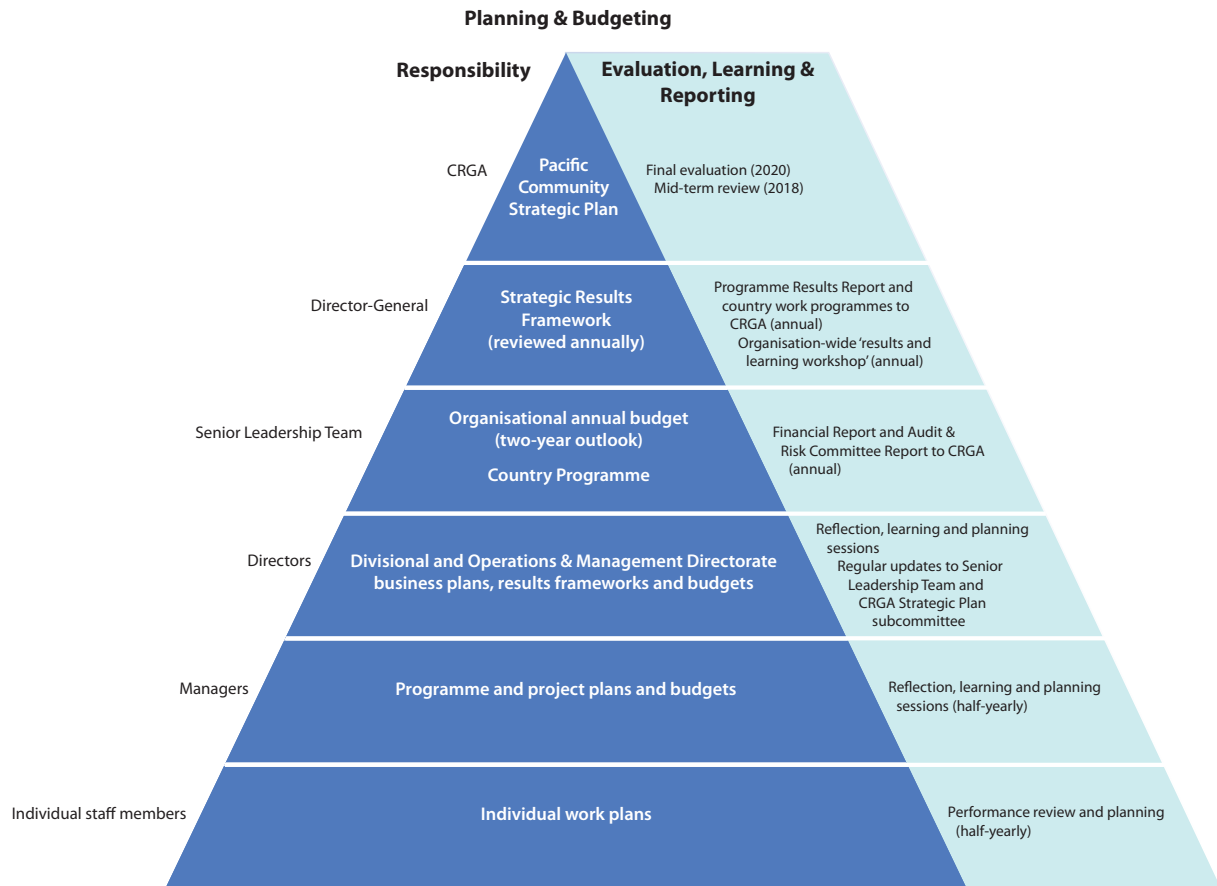 Planning & Budgeting
Responsibility
Evaluation, Learning &
Reporting
CRGA
Pacific
Community
Strategic Plan
Final evaluation (2020)
Mid-term review (2018)
Director-General
Strategic Results
Framework
(reviewed annually)
Programme Results Report and
country work programmes to
CRGA (annual)
Organisation-wide ‘results and
learning workshop’ (annual)
Senior Leadership Team
Organisational annual budget
(two-year outlook)
Country Programme
Financial Report and Audit &
Risk Committee Report to CRGA
(annual)
Directors
Divisional and Operations & Management Directorate
business plans, results frameworks and budgets
Reflection, learning and planning
sessions
Regular updates to Senior
Leadership Team and
CRGA Strategic Plan
subcommittee
Managers
Programme and project plans and budgets
Reflection, learning and planning
sessions (half-yearly)
Individual staff members
Individual work plans
Performance review and planning
(half-yearly)